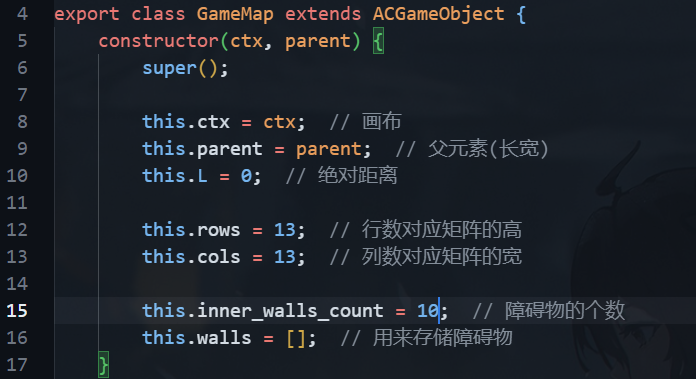 4 export class GameMap extends ACGameObject {
5 constructor(ctx, parent) {
6 super();
7
8 this.ctx = ctx; // 画布
9 this.parent = parent; // 父元素(长宽)
10 this.L = 0; // 绝对距离
11
12 this.rows = 13; // 行数对应矩阵的高
13 this.cols = 13; // 列数对应矩阵的宽
14
15 this.inner_walls_count = 10; // 障碍物的个数
16 this.walls = []; // 用来存储障碍物
17 }